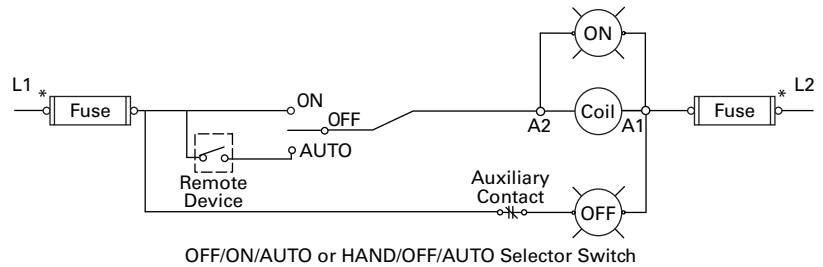 ON
L1 * Fuse
ON
OFF
AUTO
Remote
Device
A2
Coil
A1
Fuse * L2
Auxiliary
Contact
OFF
OFF/ON/AUTO or HAND/OFF/AUTO Selector Switch